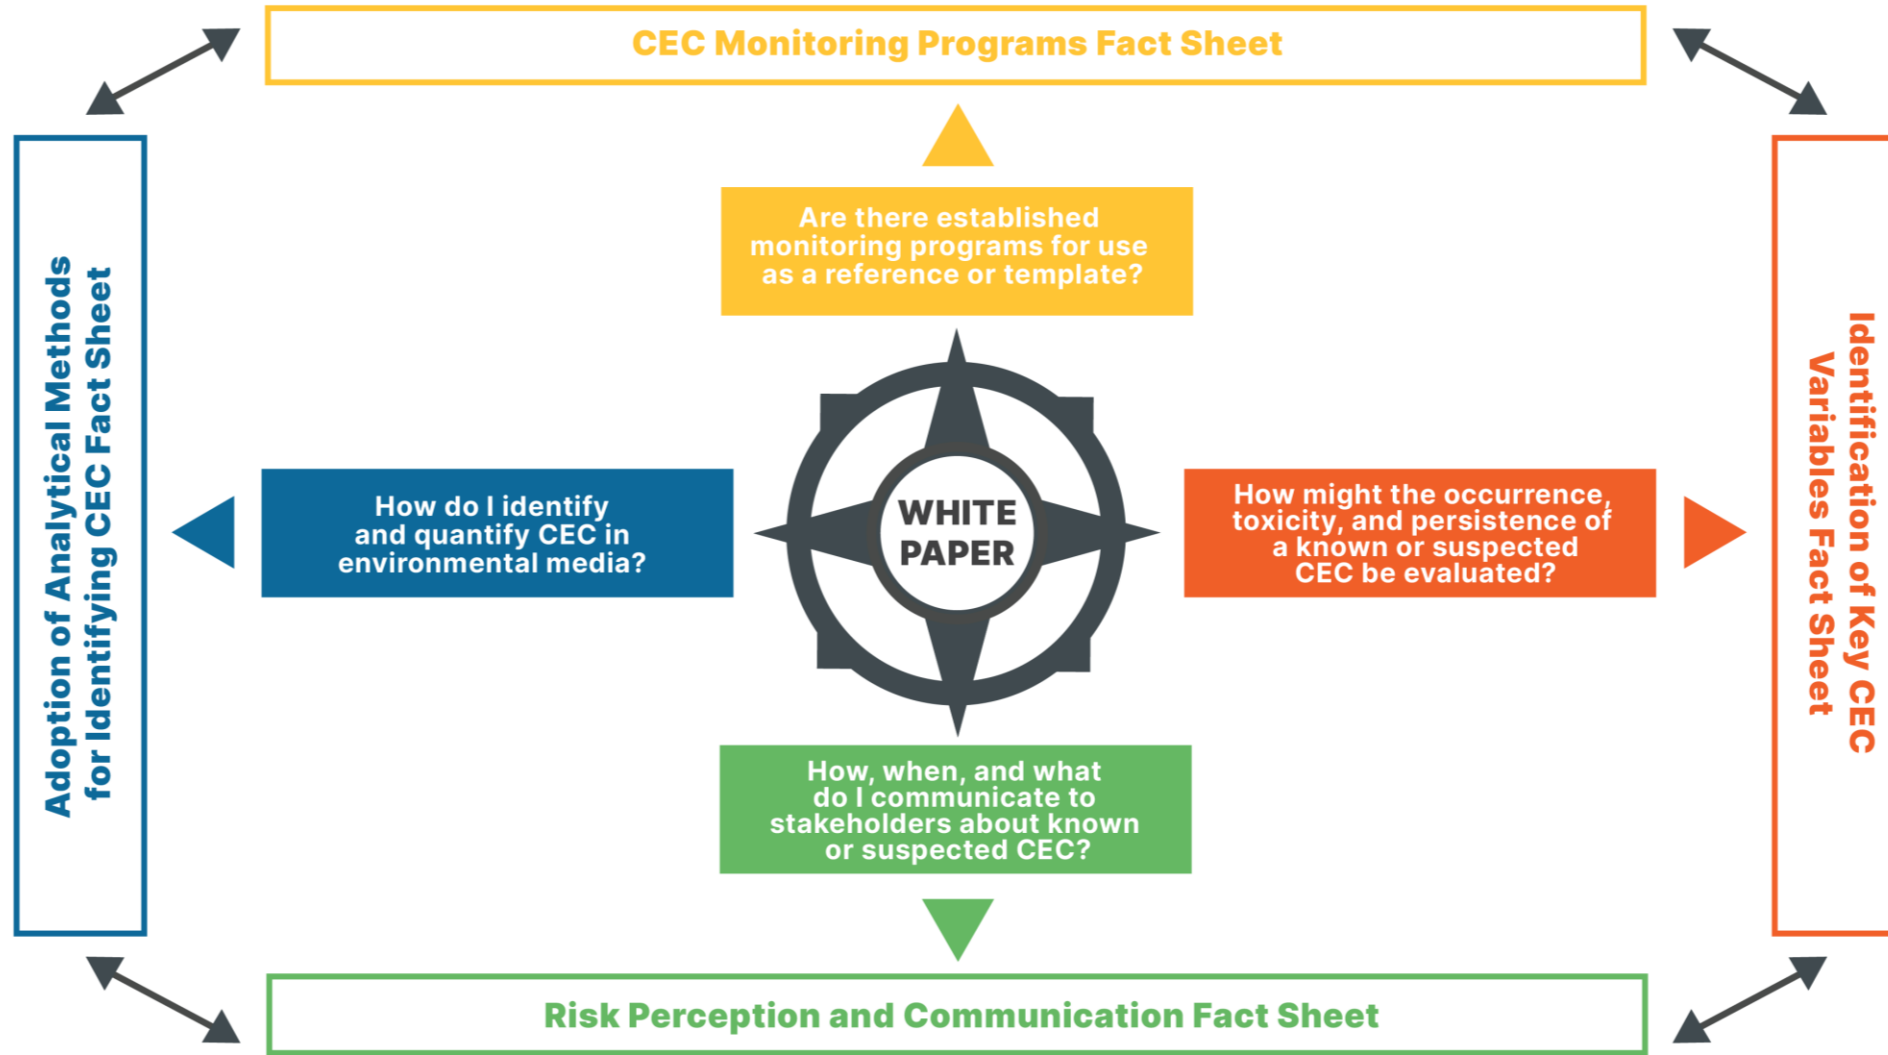 CEC Monitoring Programs Fact Sheet
Are there established
monitoring programs for use
as a reference or template?
Adoption of Analytical Methods
for Identifying CEC Fact Sheet
How do I identify
and quantify CEC in
environmental media?
WHITE
PAPER
How might the occurrence,
toxicity, and persistence of
a known or suspected
CEC be evaluated?
Identification of Key CEC
Variables Fact Sheet
How, when, and what
do I communicate to
stakeholders about known
or suspected CEC?
Risk Perception and Communication Fact Sheet